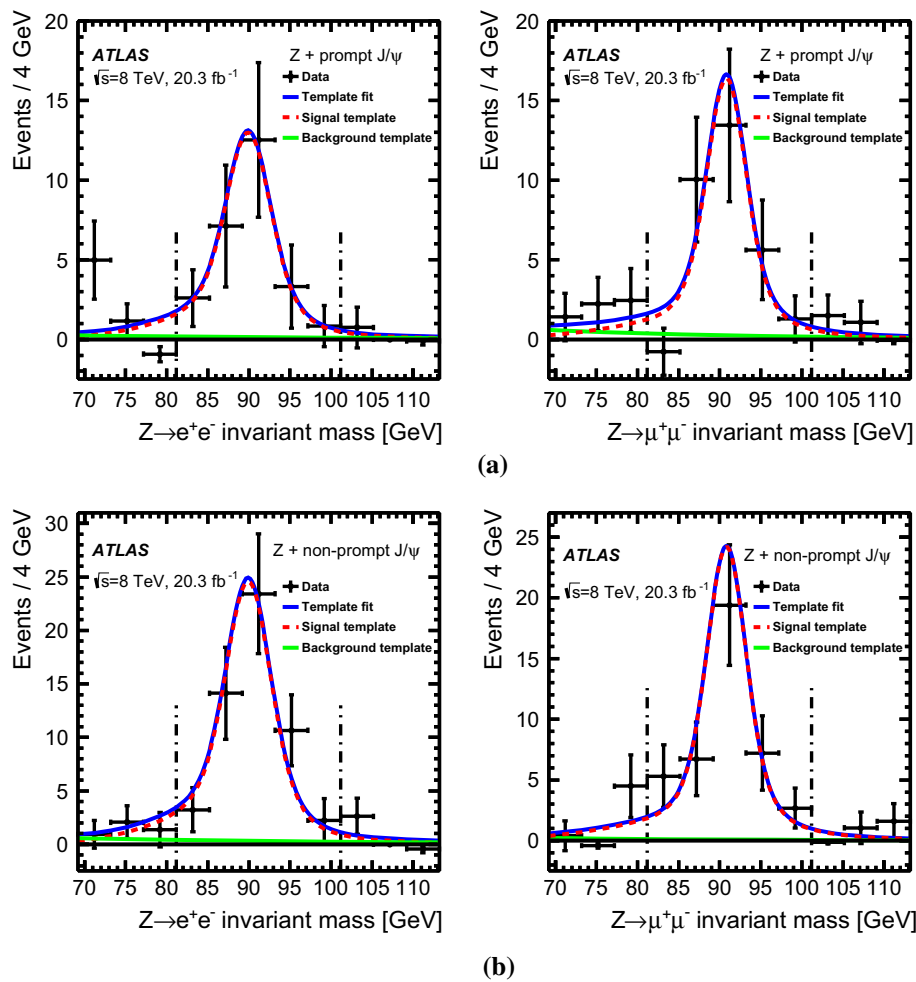 20
15
10
5
0
Events / 4 GeV
ATLAS
√s=8 TeV, 20.3 fb⁻¹
Z + prompt J/ψ
Data
Template fit
Signal template
Background template
70 75 80 85 90 95 100 105 110
Z→e⁺e⁻ invariant mass [GeV]
20
15
10
5
0
Events / 4 GeV
ATLAS
√s=8 TeV, 20.3 fb⁻¹
Z + prompt J/ψ
Data
Template fit
Signal template
Background template
70 75 80 85 90 95 100 105 110
Z→μ⁺μ⁻ invariant mass [GeV]
(a)
30
25
20
15
10
5
0
Events / 4 GeV
ATLAS
√s=8 TeV, 20.3 fb⁻¹
Z + non-prompt J/ψ
Data
Template fit
Signal template
Background template
70 75 80 85 90 95 100 105 110
Z→e⁺e⁻ invariant mass [GeV]
25
20
15
10
5
0
Events / 4 GeV
ATLAS
√s=8 TeV, 20.3 fb⁻¹
Z + non-prompt J/ψ
Data
Template fit
Signal template
Background template
70 75 80 85 90 95 100 105 110
Z→μ⁺μ⁻ invariant mass [GeV]
(b)